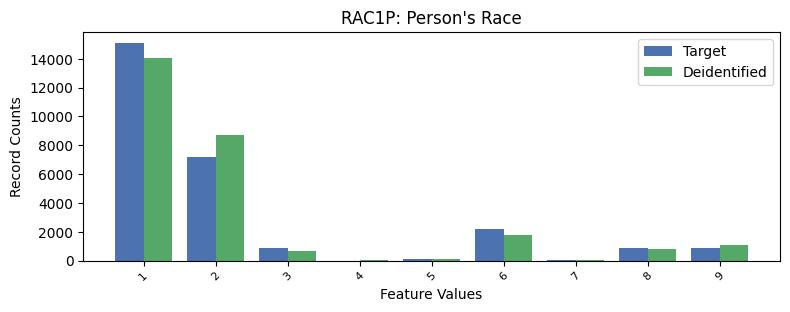 RAC1P: Person's Race
Target
Deidentified
Record Counts
14000
12000
10000
8000
6000
4000
2000
0
1 2 3 4 5 6 7 8 9
Feature Values